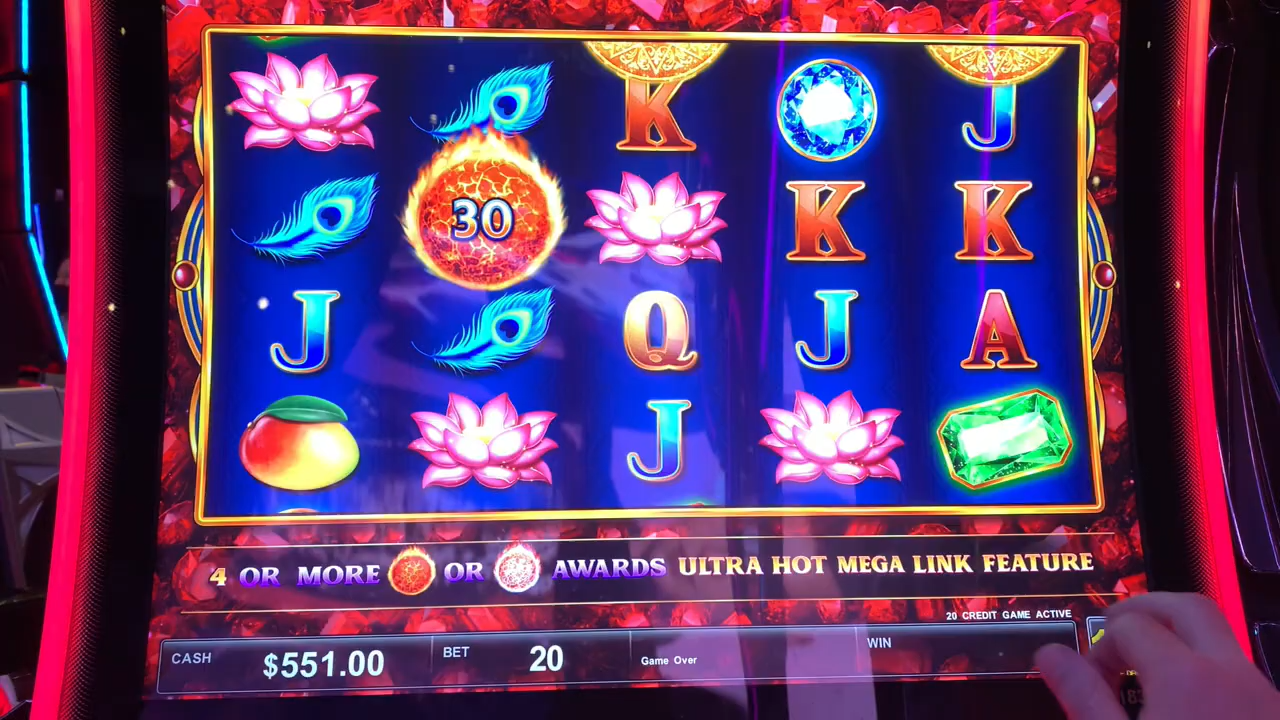 K J
30 K K
J Q J A
J
4 OR MORE OR AWARDS ULTRA HOT MEGA LINK FEATURE
20 CREDIT GAME ACTIVE
CASH $551.00 BET 20 Game Over WIN